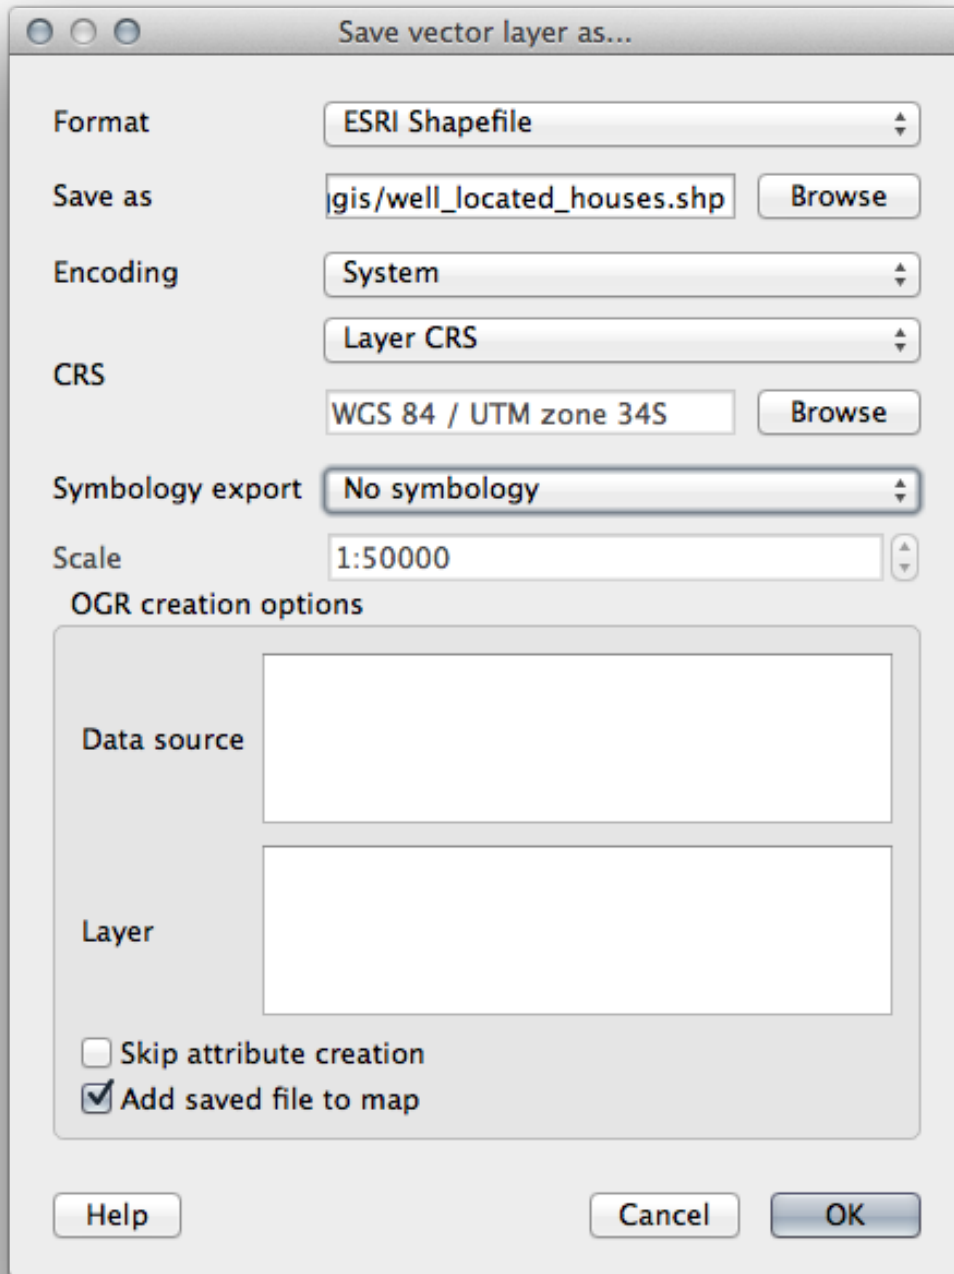 Save vector layer as...
Format ESRI Shapefile
Save as gis/well_located_houses.shp Browse
Encoding System
Layer CRS
CRS
WGS 84 / UTM zone 34S Browse
Symbology export No symbology
Scale 1:50000
OGR creation options
Data source
Layer
Skip attribute creation
Add saved file to map
Help Cancel OK